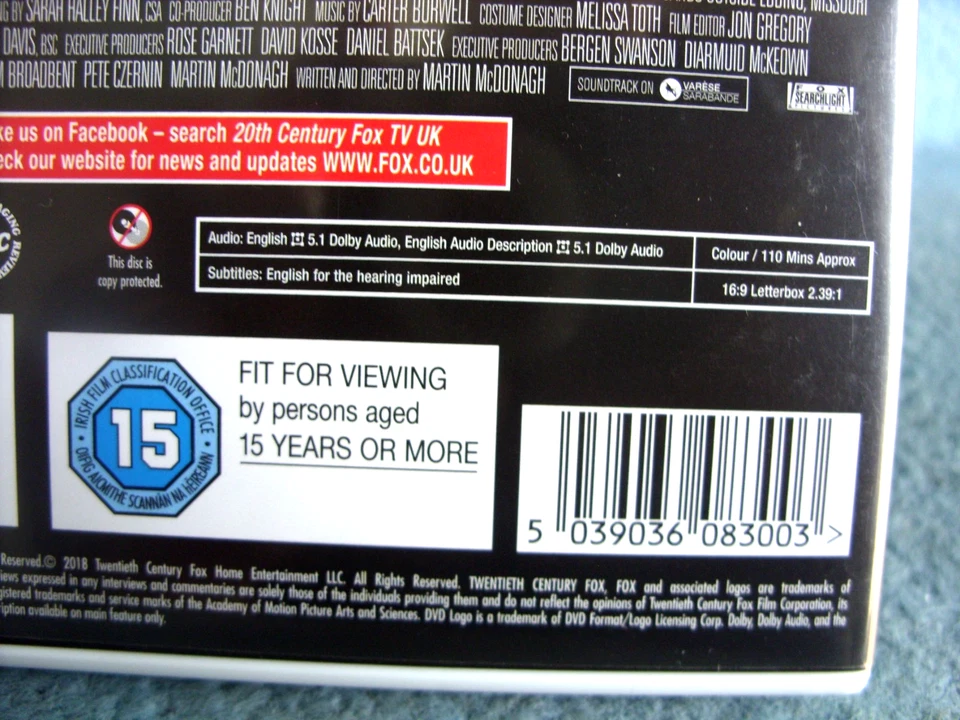 BY SARAH HALLEY FINN, CSA CO-PRODUCER BEN KNIGHT MUSIC BY CARTER BURWELL COSTUME DESIGNER MELISSA TOTH FILM EDITOR JON GREGORY
DAVIS, BSC EXECUTIVE PRODUCERS ROSE GARNETT DAVID KOSSE DANIEL BATTSEK EXECUTIVE PRODUCERS BERGEN SWANSON DIARMUID McKEOWN
BROADBENT PETE CZERNIN MARTIN McDONAGH WRITTEN AND DIRECTED BY MARTIN McDONAGH
SOUNDTRACK ON VARÈSE SARABANDE
FOX SEARCHLIGHT PICTURES
ke us on Facebook – search 20th Century Fox TV UK
eck our website for news and updates WWW.FOX.CO.UK
This disc is
copy protected.
Audio: English 5.1 Dolby Audio, English Audio Description 5.1 Dolby Audio
Colour / 110 Mins Approx
Subtitles: English for the hearing impaired
16:9 Letterbox 2.39:1
IRISH FILM CLASSIFICATION OFFICE
15
OIFIG AICMITHE SCANNÁN NA hÉIREANN
FIT FOR VIEWING
by persons aged
15 YEARS OR MORE
5 039036 083003 >
Reserved.© 2018 Twentieth Century Fox Home Entertainment LLC. All Rights Reserved. TWENTIETH CENTURY FOX, FOX and associated logos are trademarks of
iews expressed in any interviews and commentaries are solely those of the individuals providing them and do not reflect the opinions of Twentieth Century Fox Film Corporation, its
gistered trademarks and service marks of the Academy of Motion Picture Arts and Sciences. DVD Logo is a trademark of DVD Format/Logo Licensing Corp. Dolby, Dolby Audio, and the
iption available on main feature only.